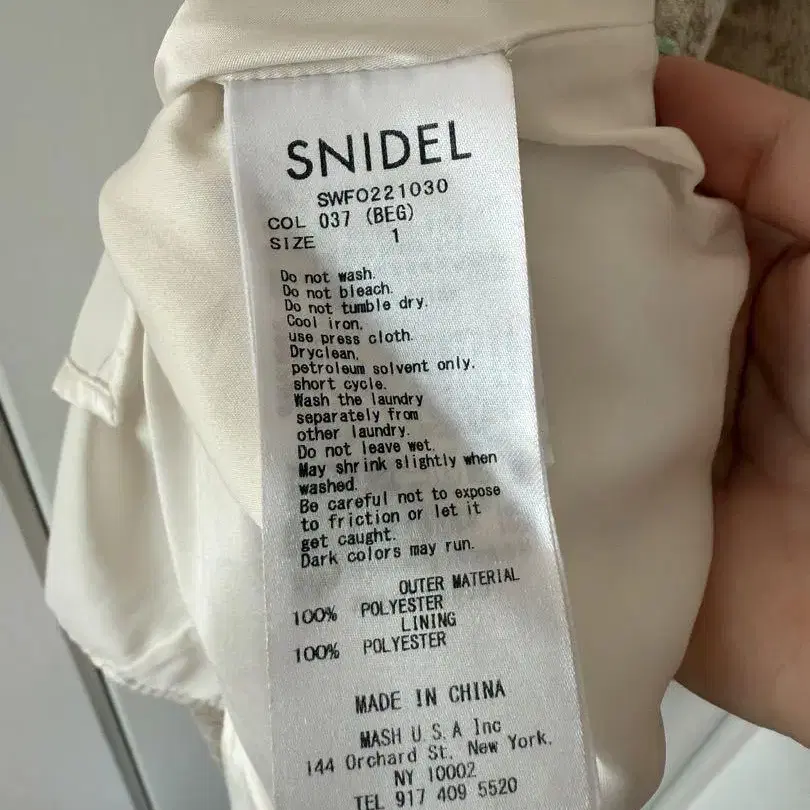 SNIDEL
SWFO221030
COL 037 (BEG)
SIZE 1
Do not wash.
Do not bleach.
Do not tumble dry.
Cool iron,
use press cloth.
Dryclean,
petroleum solvent only.
short cycle.
Wash the laundry
separately from
other laundry.
Do not leave wet.
May shrink slightly when
washed.
Be careful not to expose
to friction or let it
get caught.
Dark colors may run.
OUTER MATERIAL
100% POLYESTER
LINING
100% POLYESTER
MADE IN CHINA
MASH U.S.A Inc
144 Orchard St, New York.
NY 10002
TEL 917 409 5520